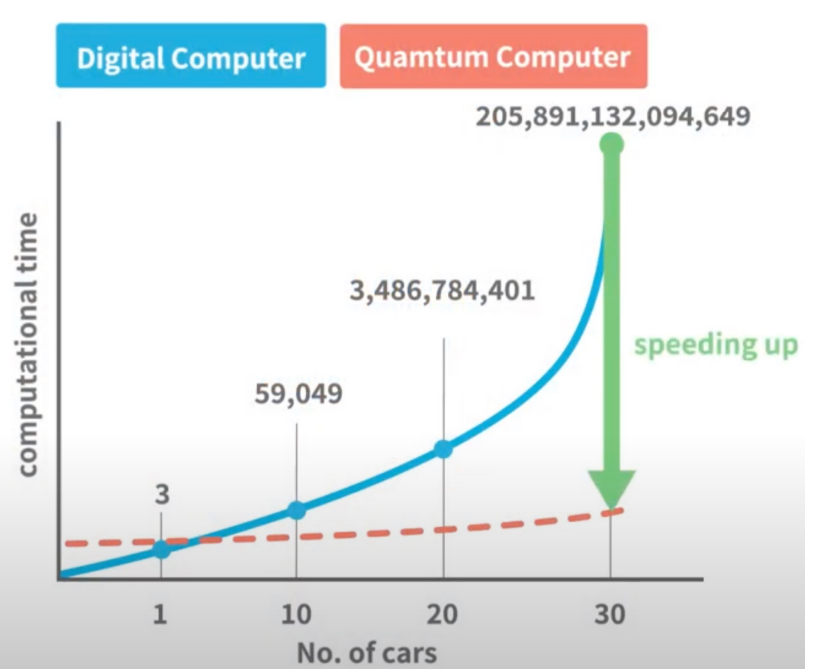 Digital Computer
Quamtum Computer
205,891,132,094,649
3,486,784,401
speeding up
59,049
3
computational time
1 10 20 30
No. of cars